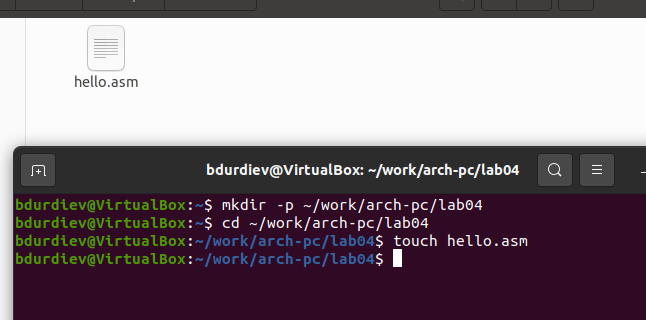 hello.asm
bdurdiev@VirtualBox: ~/work/arch-pc/lab04
bdurdiev@VirtualBox:~$ mkdir -p ~/work/arch-pc/lab04
bdurdiev@VirtualBox:~$ cd ~/work/arch-pc/lab04
bdurdiev@VirtualBox:~/work/arch-pc/lab04$ touch hello.asm
bdurdiev@VirtualBox:~/work/arch-pc/lab04$